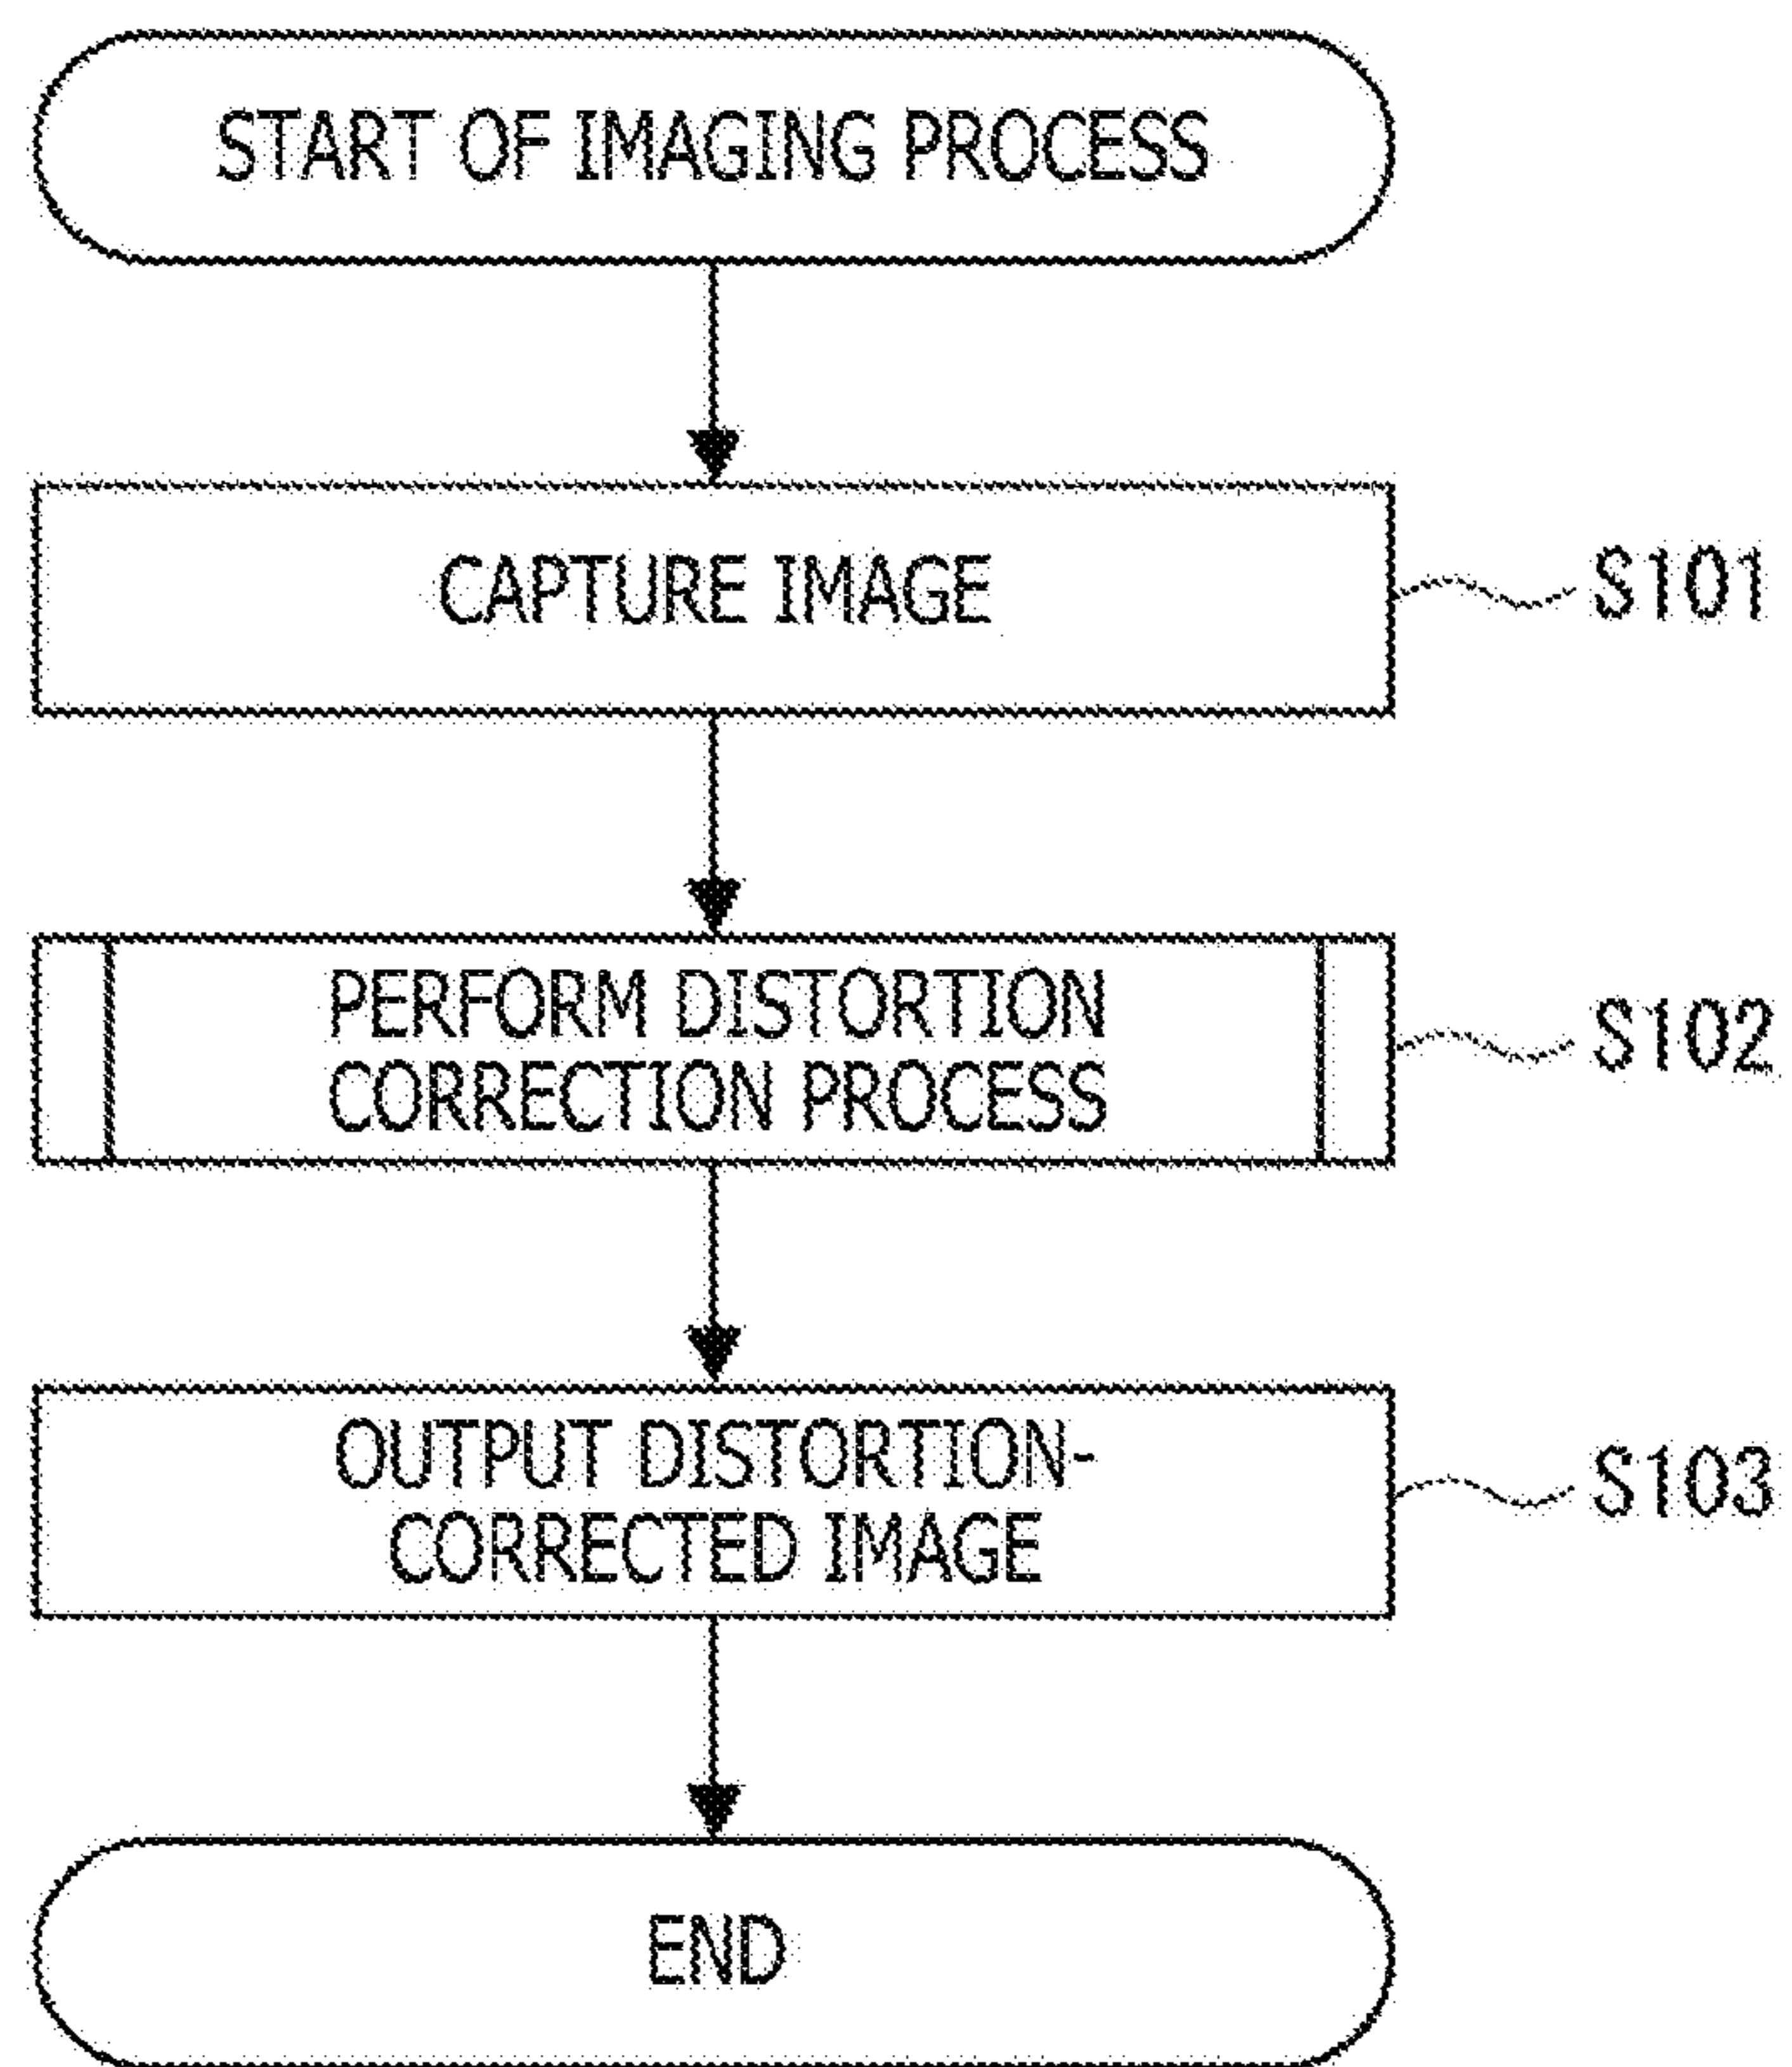 START OF IMAGING PROCESS
CAPTURE IMAGE
S101
PERFORM DISTORTION
CORRECTION PROCESS
S102
OUTPUT DISTORTION-
CORRECTED IMAGE
S103
END